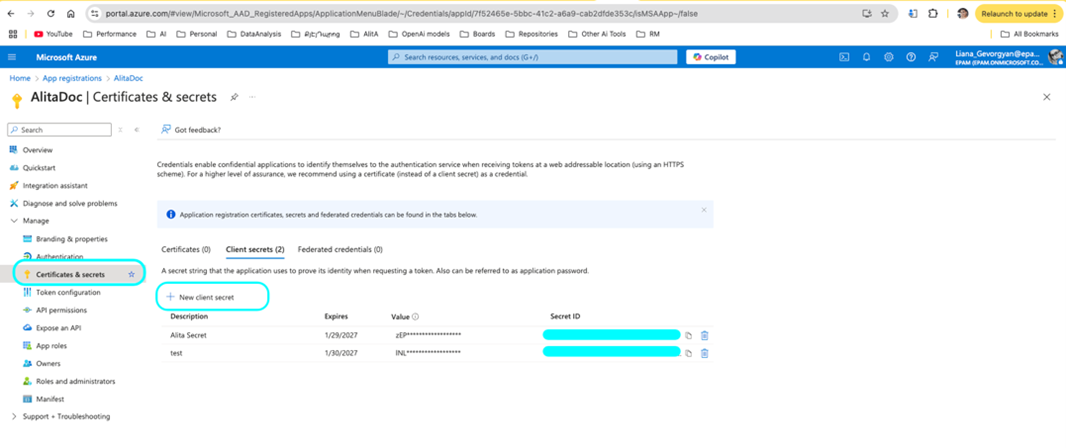 portal.azure.com/#view/Microsoft_AAD_RegisteredApps/ApplicationMenuBlade/~/Credentials/appId/7f52465e-5bbc-41c2-a6a9-cab2dfde353c/isMSAApp~/false
Relaunch to update
YouTube Performance AI Personal DataAnalysis AlitA OpenAi models Boards Repositories Other Ai Tools RM All Bookmarks
Microsoft Azure
Search resources, services, and docs (G+/)
Copilot
Liana_Gevorgyan@epa...
EPAM (EPAM.ONMICROSOFT.CO...
Home > App registrations > AlitaDoc
AlitaDoc | Certificates & secrets
Search
Got feedback?
Overview
Quickstart
Integration assistant
Diagnose and solve problems
Manage
Branding & properties
Authentication
Certificates & secrets
Token configuration
API permissions
Expose an API
App roles
Owners
Roles and administrators
Manifest
Support + Troubleshooting
Credentials enable confidential applications to identify themselves to the authentication service when receiving tokens at a web addressable location (using an HTTPS
scheme). For a higher level of assurance, we recommend using a certificate (instead of a client secret) as a credential.
Application registration certificates, secrets and federated credentials can be found in the tabs below.
Certificates (0) Client secrets (2) Federated credentials (0)
A secret string that the application uses to prove its identity when requesting a token. Also can be referred to as application password.
New client secret
Description Expires Value Secret ID
Alita Secret 1/29/2027 zEP******************
test 1/30/2027 INL******************